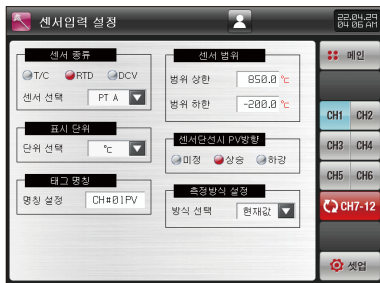 센서입력 설정
22.04.29
04:06 AM
센서 종류
T/C RTD DCV
센서 선택 PT A
표시 단위
단위 선택 ℃
태그 명칭
명칭 설정 CH#01PV
센서 범위
범위 상한 850.0 ℃
범위 하한 -200.0 ℃
센서단선시 PV방향
미정 상승 하강
측정방식 설정
방식 선택 현재값
메인
CH1 CH2
CH3 CH4
CH5 CH6
CH7-12
셋업